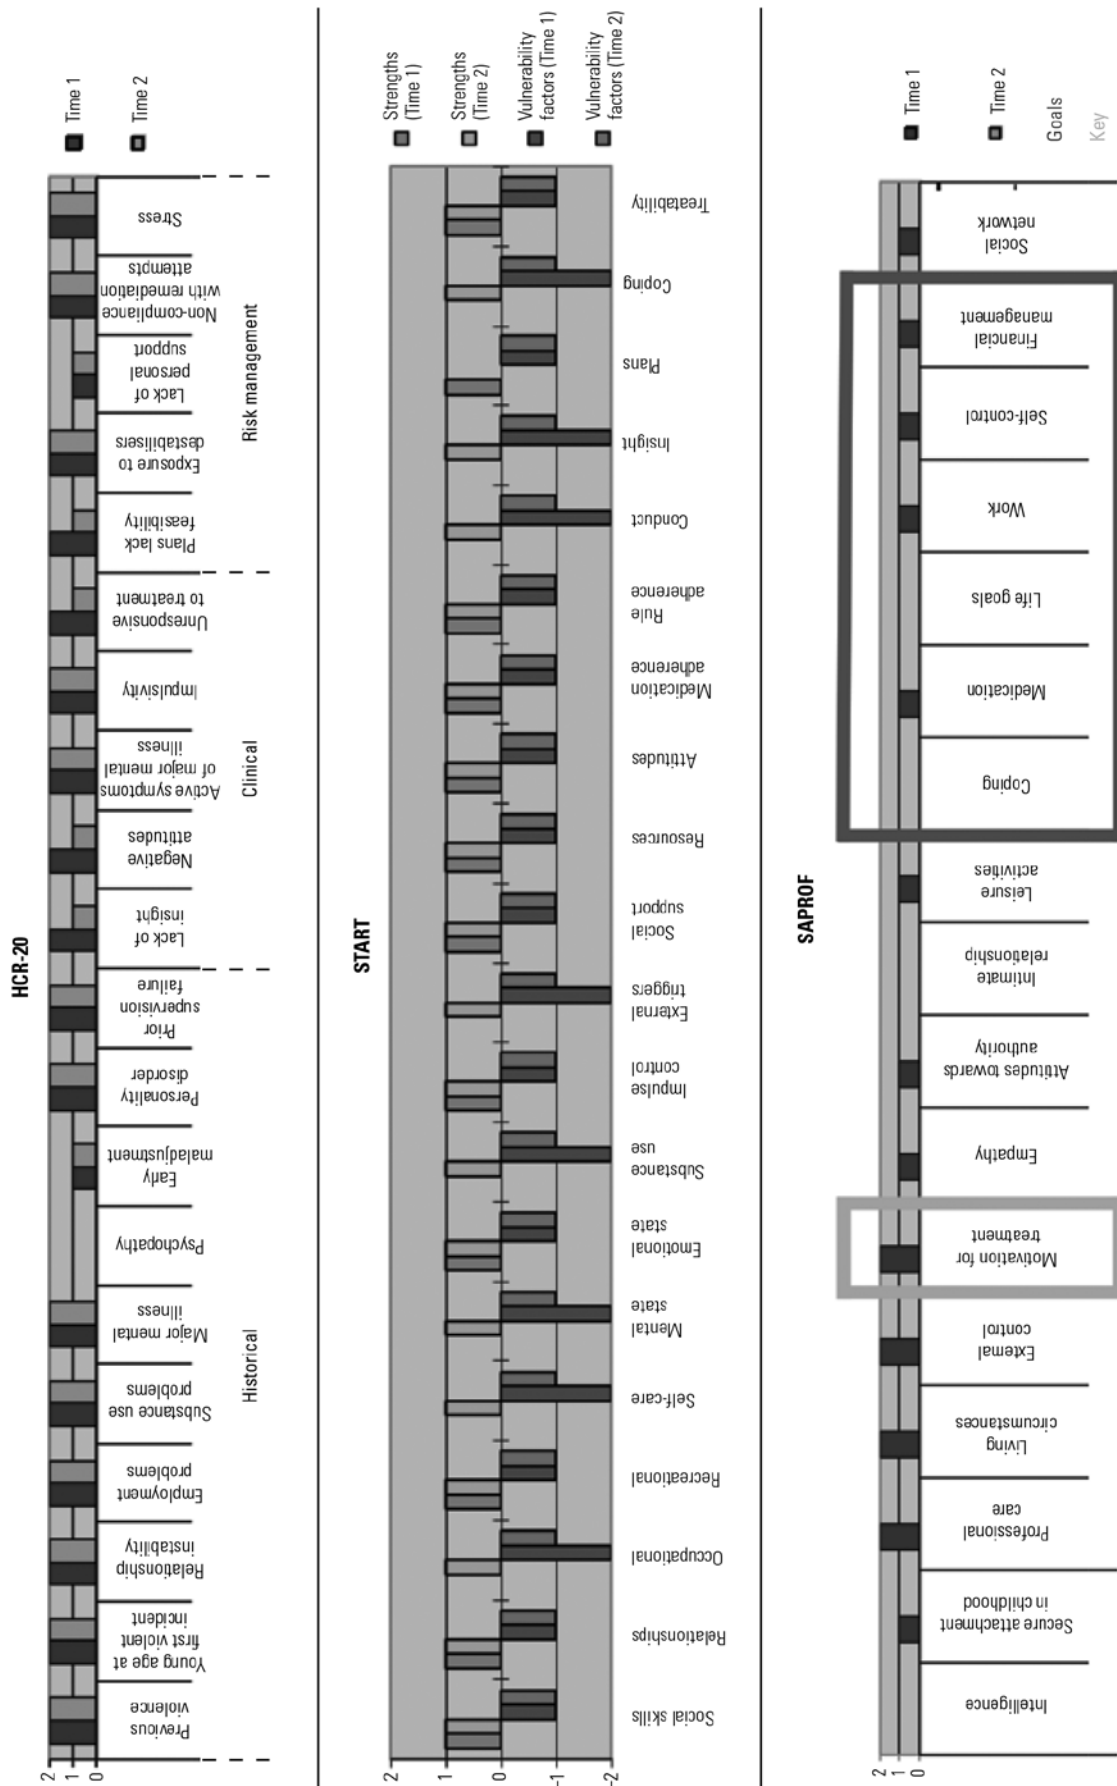 HCR-20
2
1
0
Previous
violence
Young age at
first violent
incident
Relationship
instability
Employment
problems
Substance use
problems
Major mental
illness
Psychopathy
Early
maladjustment
Personality
disorder
Prior
supervision
failure
Lack of
insight
Negative
attitudes
Active symptoms
of major mental
illness
Impulsivity
Unresponsive
to treatment
Plans lack
feasibility
Exposure to
destabilisers
Lack of
personal
support
Non-compliance
with remediation
attempts
Stress
Historical
Clinical
Risk management
Time 1
Time 2
START
2
1
0
-1
-2
Social skills
Relationships
Occupational
Recreational
Self-care
Mental
state
Emotional
state
Substance
use
Impulse
control
External
triggers
Social
support
Resources
Attitudes
Medication
adherence
Rule
adherence
Conduct
Insight
Plans
Coping
Treatability
Strengths
(Time 1)
Strengths
(Time 2)
Vulnerability
factors (Time 1)
Vulnerability
factors (Time 2)
SAPROF
2
1
0
Intelligence
Secure attachment
in childhood
Professional
care
Living
circumstances
External
control
Motivation for
treatment
Empathy
Attitudes towards
authority
Intimate
relationship
Leisure
activities
Coping
Medication
Life goals
Work
Self-control
Financial
management
Social
network
Time 1
Time 2
Goals
Key